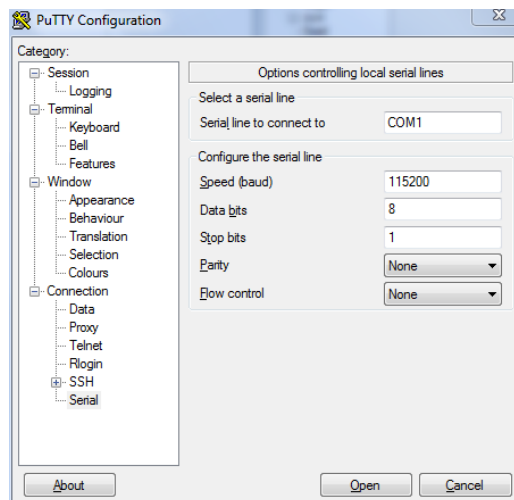 PuTTY Configuration
Category:
Session
Logging
Terminal
Keyboard
Bell
Features
Window
Appearance
Behaviour
Translation
Selection
Colours
Connection
Data
Proxy
Telnet
Rlogin
SSH
Serial
Options controlling local serial lines
Select a serial line
Serial line to connect to COM1
Configure the serial line
Speed (baud) 115200
Data bits 8
Stop bits 1
Parity None
Flow control None
About Open Cancel